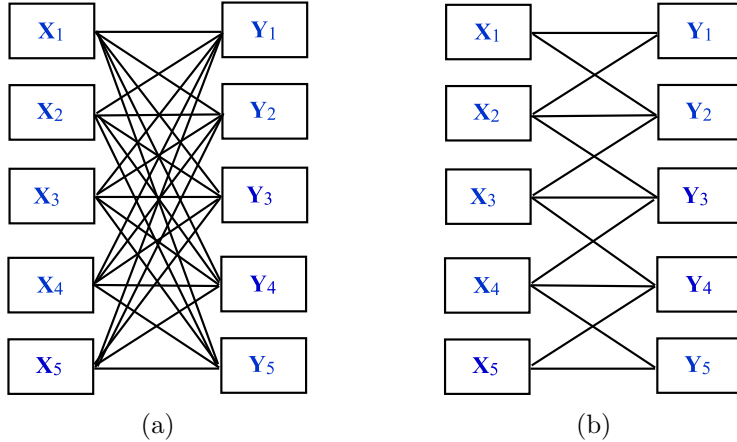 X1 Y1 X1 Y1
X2 Y2 X2 Y2
X3 Y3 X3 Y3
X4 Y4 X4 Y4
X5 Y5 X5 Y5
(a) (b)